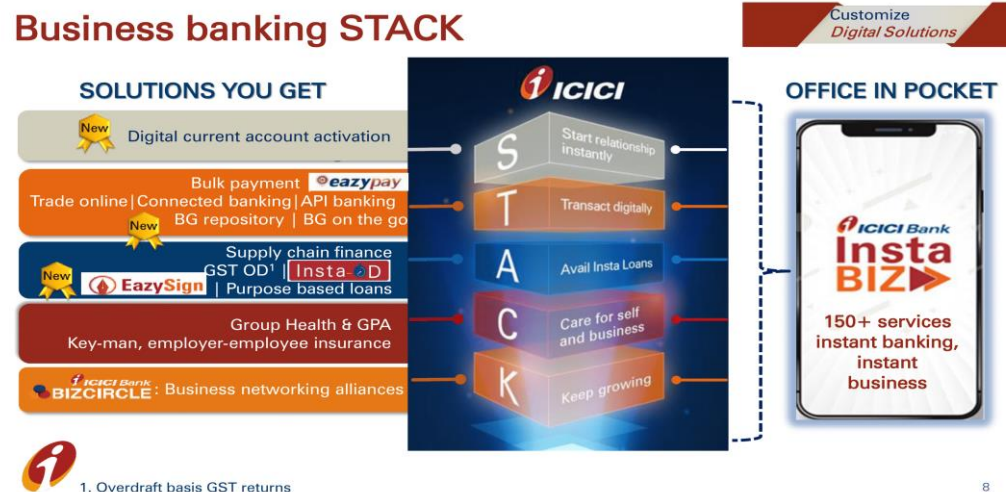 Business banking STACK
Customize
Digital Solutions
SOLUTIONS YOU GET
New
Digital current account activation
Bulk payment eazypay
Trade online|Connected banking|API banking
New
BG repository | BG on the go
Supply chain finance
GST OD¹ | Insta-OD
New
EazySign | Purpose based loans
Group Health & GPA
Key-man, employer-employee insurance
ICICI Bank
BIZCIRCLE : Business networking alliances
ICICI
S Start relationship
instantly
T Transact digitally
A Avail Insta Loans
C Care for self
and business
K Keep growing
OFFICE IN POCKET
ICICI Bank
Insta
BIZ
150+ services
instant banking,
instant
business
1. Overdraft basis GST returns
8